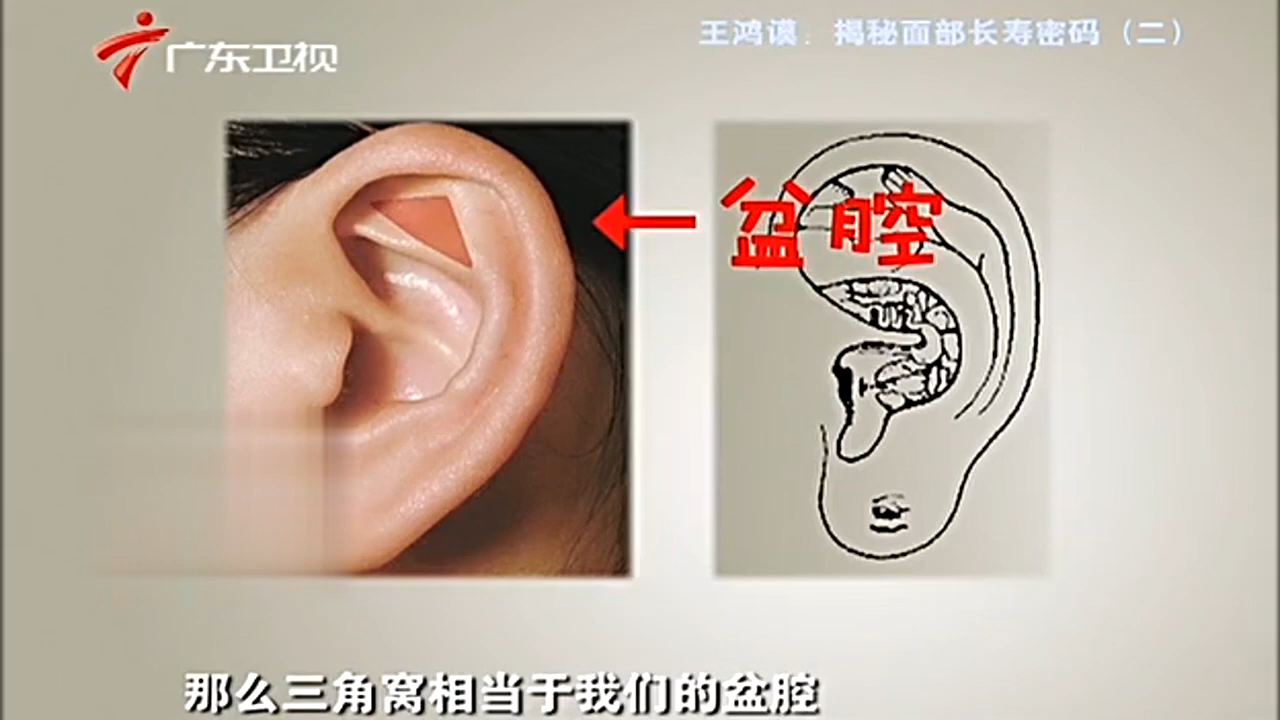 广东卫视
王鸿谟：揭秘面部长寿密码（二）
盆腔
那么三角窝相当于我们的盆腔